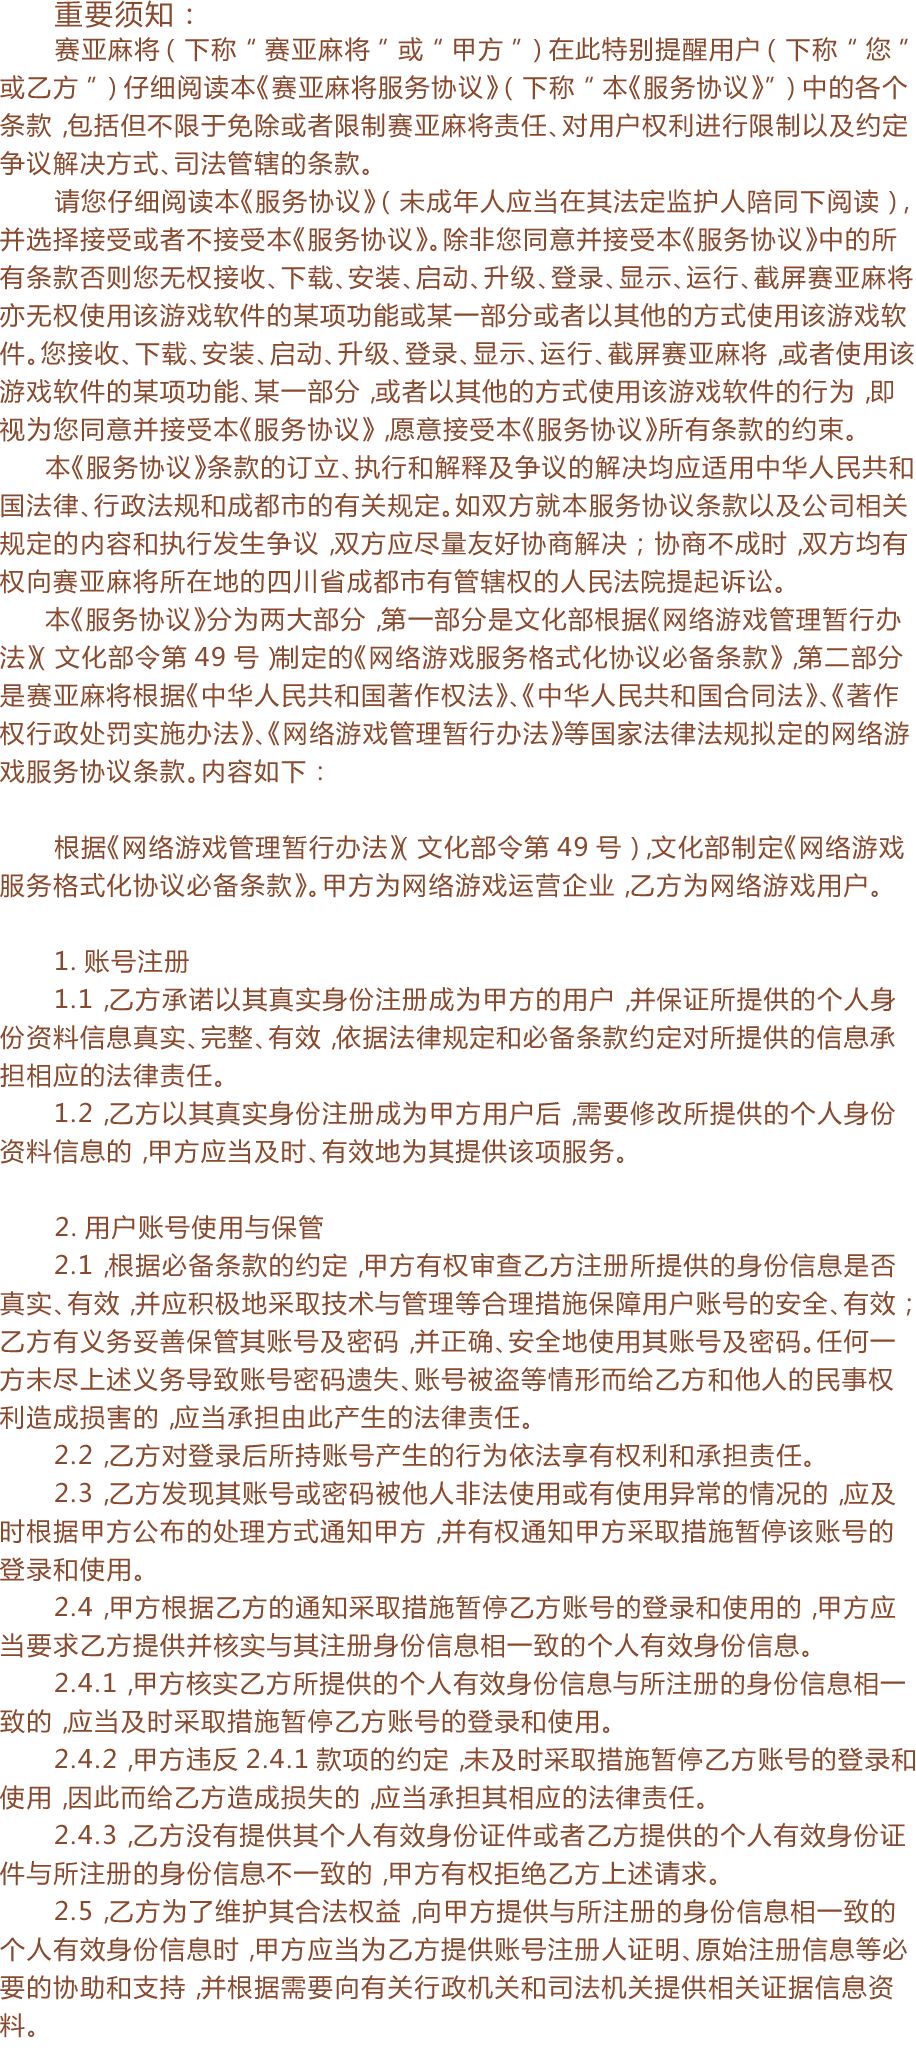 重要须知：
赛亚麻将（下称“赛亚麻将”或“甲方”）在此特别提醒用户（下称“您”
或乙方”）仔细阅读本《赛亚麻将服务协议》（下称“本《服务协议》”）中的各个
条款,包括但不限于免除或者限制赛亚麻将责任、对用户权利进行限制以及约定
争议解决方式、司法管辖的条款。
请您仔细阅读本《服务协议》（未成年人应当在其法定监护人陪同下阅读）,
并选择接受或者不接受本《服务协议》。除非您同意并接受本《服务协议》中的所
有条款否则您无权接收、下载、安装、启动、升级、登录、显示、运行、截屏赛亚麻将
亦无权使用该游戏软件的某项功能或某一部分或者以其他的方式使用该游戏软
件。您接收、下载、安装、启动、升级、登录、显示、运行、截屏赛亚麻将,或者使用该
游戏软件的某项功能、某一部分,或者以其他的方式使用该游戏软件的行为,即
视为您同意并接受本《服务协议》,愿意接受本《服务协议》所有条款的约束。
本《服务协议》条款的订立、执行和解释及争议的解决均应适用中华人民共和
国法律、行政法规和成都市的有关规定。如双方就本服务协议条款以及公司相关
规定的内容和执行发生争议,双方应尽量友好协商解决；协商不成时,双方均有
权向赛亚麻将所在地的四川省成都市有管辖权的人民法院提起诉讼。
本《服务协议》分为两大部分,第一部分是文化部根据《网络游戏管理暂行办
法》（文化部令第 49 号）制定的《网络游戏服务格式化协议必备条款》,第二部分
是赛亚麻将根据《中华人民共和国著作权法》、《中华人民共和国合同法》、《著作
权行政处罚实施办法》、《网络游戏管理暂行办法》等国家法律法规拟定的网络游
戏服务协议条款。内容如下：
根据《网络游戏管理暂行办法》（文化部令第 49 号）,文化部制定《网络游戏
服务格式化协议必备条款》。甲方为网络游戏运营企业,乙方为网络游戏用户。
1. 账号注册
1.1 ,乙方承诺以其真实身份注册成为甲方的用户,并保证所提供的个人身
份资料信息真实、完整、有效,依据法律规定和必备条款约定对所提供的信息承
担相应的法律责任。
1.2 ,乙方以其真实身份注册成为甲方用户后,需要修改所提供的个人身份
资料信息的,甲方应当及时、有效地为其提供该项服务。
2. 用户账号使用与保管
2.1 ,根据必备条款的约定,甲方有权审查乙方注册所提供的身份信息是否
真实、有效,并应积极地采取技术与管理等合理措施保障用户账号的安全、有效；
乙方有义务妥善保管其账号及密码,并正确、安全地使用其账号及密码。任何一
方未尽上述义务导致账号密码遗失、账号被盗等情形而给乙方和他人的民事权
利造成损害的,应当承担由此产生的法律责任。
2.2 ,乙方对登录后所持账号产生的行为依法享有权利和承担责任。
2.3 ,乙方发现其账号或密码被他人非法使用或有使用异常的情况的,应及
时根据甲方公布的处理方式通知甲方,并有权通知甲方采取措施暂停该账号的
登录和使用。
2.4 ,甲方根据乙方的通知采取措施暂停乙方账号的登录和使用的,甲方应
当要求乙方提供并核实与其注册身份信息相一致的个人有效身份信息。
2.4.1 ,甲方核实乙方所提供的个人有效身份信息与所注册的身份信息相一
致的,应当及时采取措施暂停乙方账号的登录和使用。
2.4.2 ,甲方违反 2.4.1 款项的约定,未及时采取措施暂停乙方账号的登录和
使用,因此而给乙方造成损失的,应当承担其相应的法律责任。
2.4.3 ,乙方没有提供其个人有效身份证件或者乙方提供的个人有效身份证
件与所注册的身份信息不一致的,甲方有权拒绝乙方上述请求。
2.5 ,乙方为了维护其合法权益,向甲方提供与所注册的身份信息相一致的
个人有效身份信息时,甲方应当为乙方提供账号注册人证明、原始注册信息等必
要的协助和支持,并根据需要向有关行政机关和司法机关提供相关证据信息资
料。